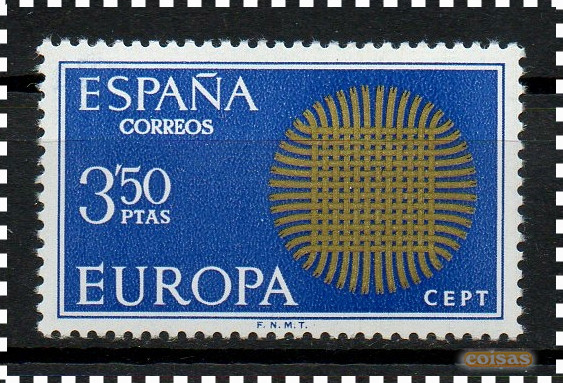 ESPAÑA
CORREOS
3'50
PTAS
EUROPA
CEPT
F.N.M.T.
coisas